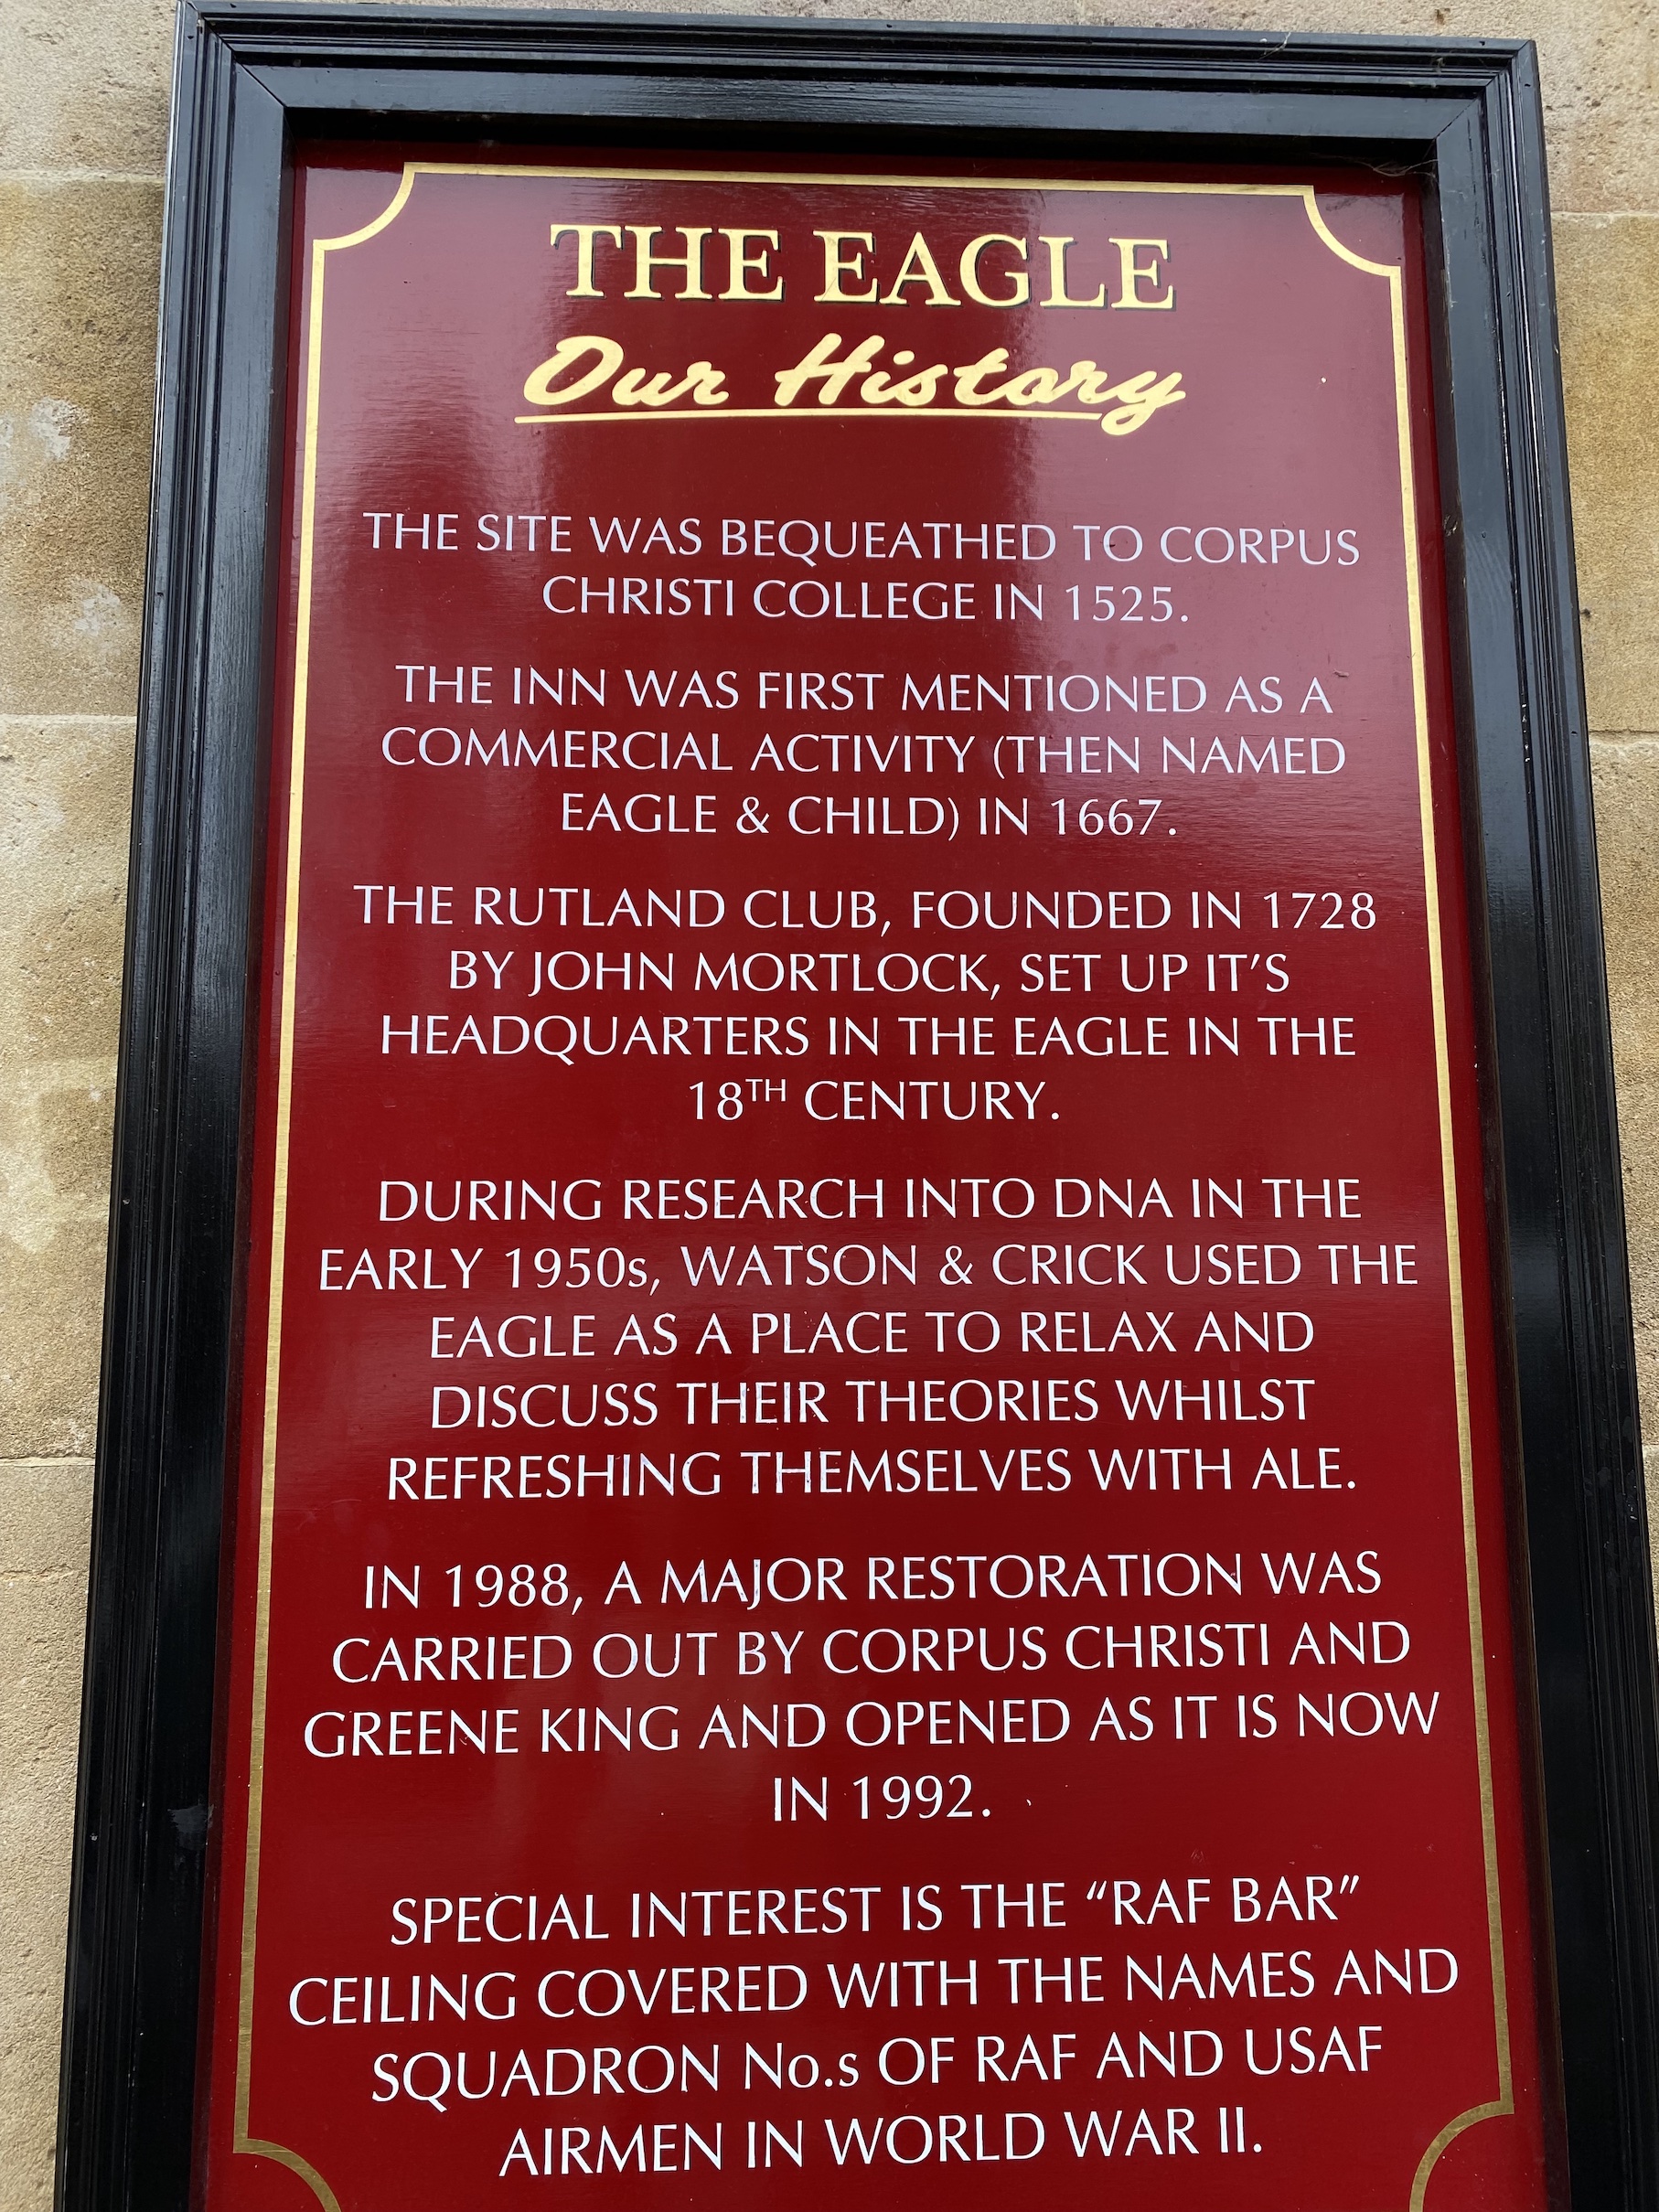 THE EAGLE
Our History
THE SITE WAS BEQUEATHED TO CORPUS
CHRISTI COLLEGE IN 1525.
THE INN WAS FIRST MENTIONED AS A
COMMERCIAL ACTIVITY (THEN NAMED
EAGLE & CHILD) IN 1667.
THE RUTLAND CLUB, FOUNDED IN 1728
BY JOHN MORTLOCK, SET UP IT’S
HEADQUARTERS IN THE EAGLE IN THE
18TH CENTURY.
DURING RESEARCH INTO DNA IN THE
EARLY 1950s, WATSON & CRICK USED THE
EAGLE AS A PLACE TO RELAX AND
DISCUSS THEIR THEORIES WHILST
REFRESHING THEMSELVES WITH ALE.
IN 1988, A MAJOR RESTORATION WAS
CARRIED OUT BY CORPUS CHRISTI AND
GREENE KING AND OPENED AS IT IS NOW
IN 1992.
SPECIAL INTEREST IS THE “RAF BAR”
CEILING COVERED WITH THE NAMES AND
SQUADRON No.s OF RAF AND USAF
AIRMEN IN WORLD WAR II.